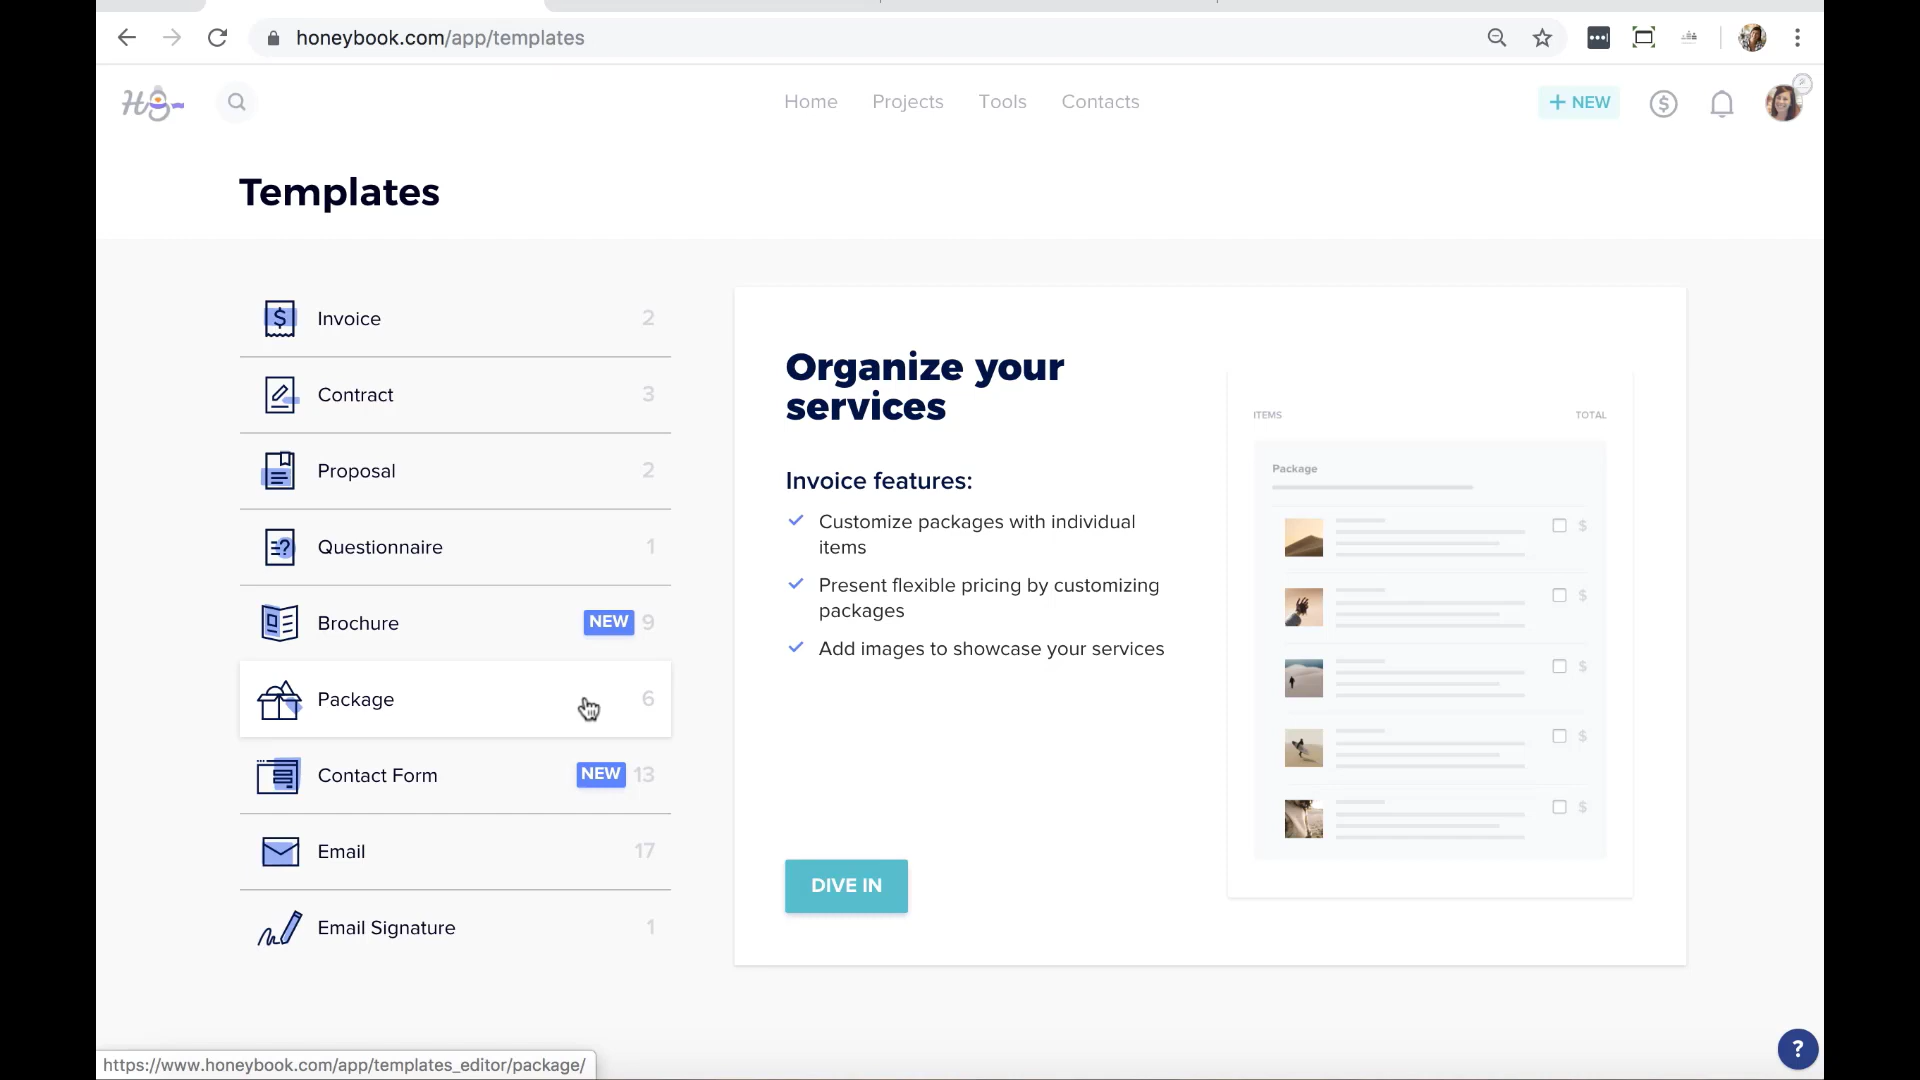 honeybook.com/app/templates
Home Projects Tools Contacts
+ NEW
Templates
Invoice 2
Contract 3
Proposal 2
Questionnaire 1
Brochure NEW 9
Package 6
Contact Form NEW 13
Email 17
Email Signature 1
Organize your
services
Invoice features:
Customize packages with individual
items
Present flexible pricing by customizing
packages
Add images to showcase your services
DIVE IN
ITEMS TOTAL
Package
$
$
$
$
$
?
https://www.honeybook.com/app/templates_editor/package/